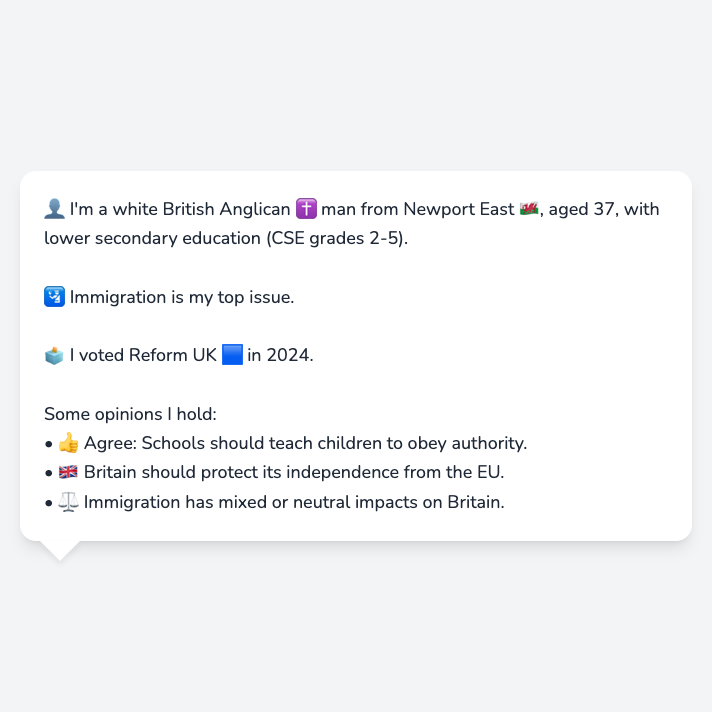 👤 I'm a white British Anglican ✝️ man from Newport East 🏴󠁧󠁢󠁷󠁬󠁳󠁿, aged 37, with
lower secondary education (CSE grades 2-5).
🛂 Immigration is my top issue.
🗳️ I voted Reform UK 🟦 in 2024.
Some opinions I hold:
• 👍 Agree: Schools should teach children to obey authority.
• 🇬🇧 Britain should protect its independence from the EU.
• ⚖️ Immigration has mixed or neutral impacts on Britain.